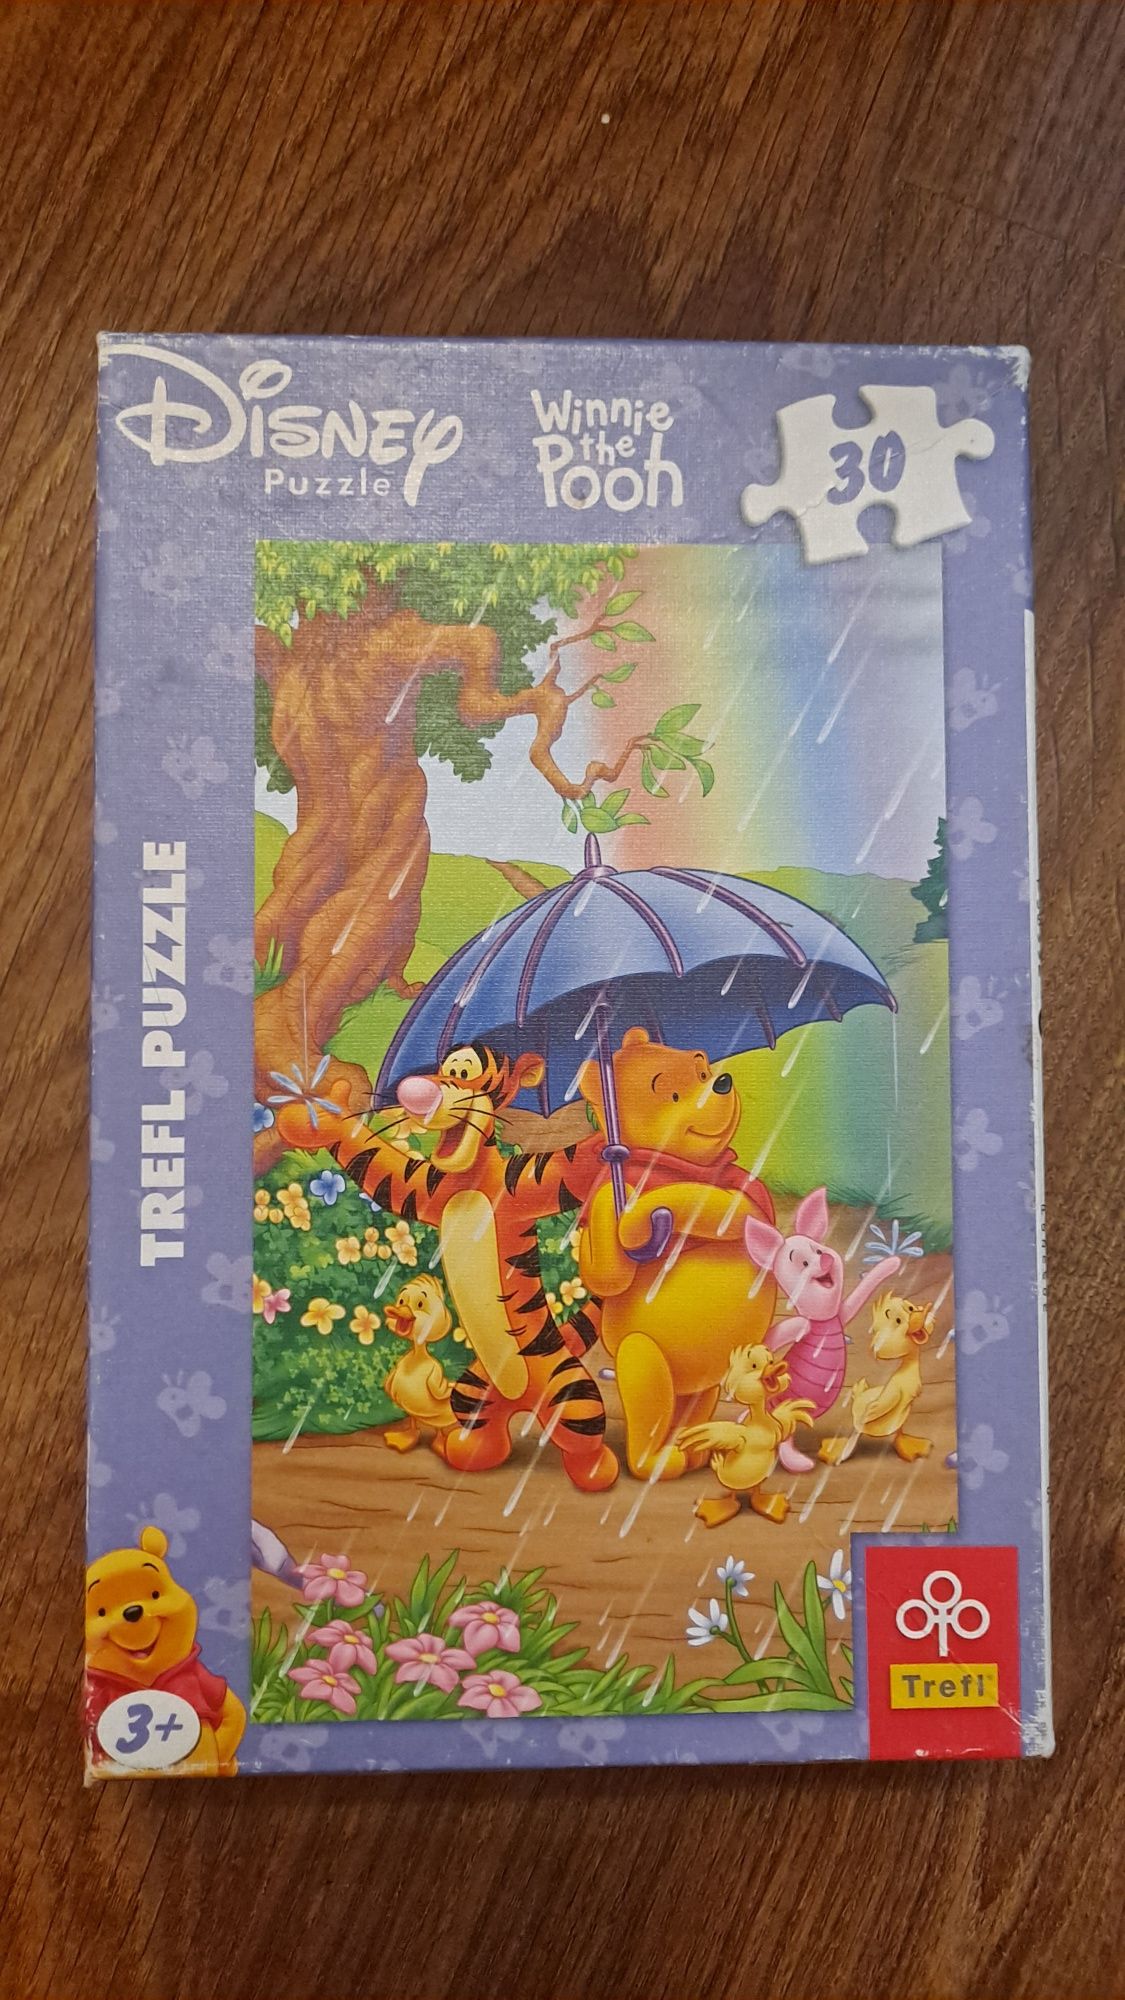 DISNEY
Puzzle
Winnie
the
Pooh
30
TREFL PUZZLE
3+
Trefl